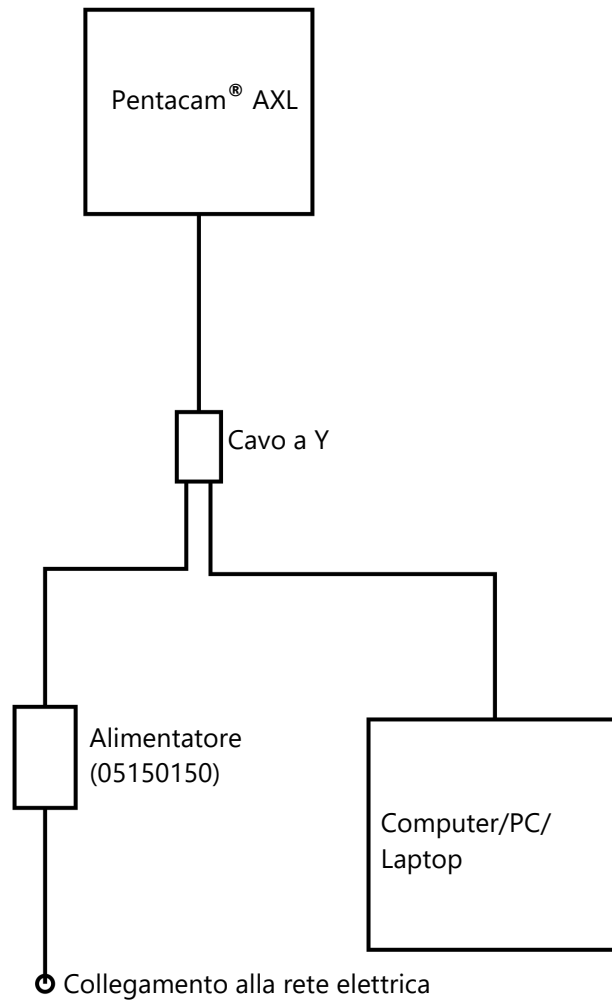 Pentacam® AXL
Cavo a Y
Alimentatore
(05150150)
Computer/PC/
Laptop
Collegamento alla rete elettrica